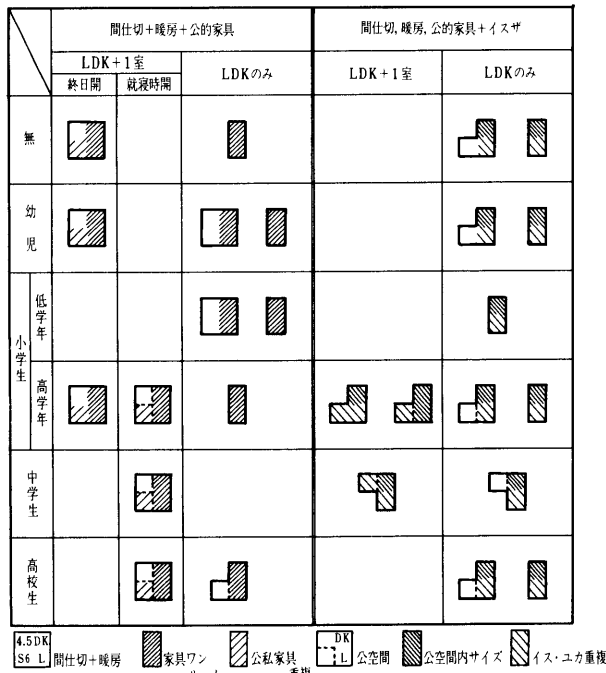 間仕切＋暖房＋公的家具
間仕切，暖房，公的家具＋イスザ
LDK＋1室
LDKのみ
LDK＋1室
LDKのみ
終日開
就寝時開
無
幼児
小学生
低学年
高学年
中学生
高校生
4.5DK
S6 L
間仕切＋暖房
家具ワン
公私家具
DK
L
公空間
公空間内サイズ
イス・ユカ重複